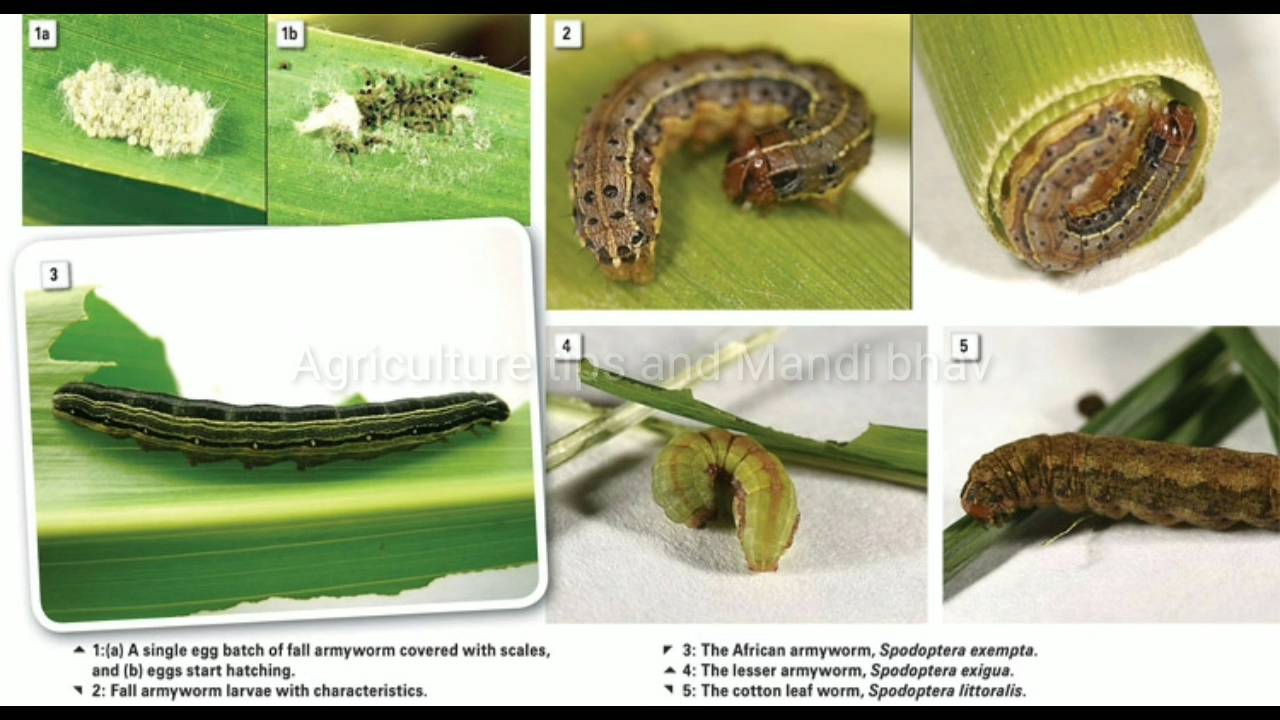 1a
1b
2
3
4
5
Agriculture tips and Mandi bhav
1:(a) A single egg batch of fall armyworm covered with scales,
and (b) eggs start hatching.
2: Fall armyworm larvae with characteristics.
3: The African armyworm, Spodoptera exempta.
4: The lesser armyworm, Spodoptera exigua.
5: The cotton leaf worm, Spodoptera littoralis.